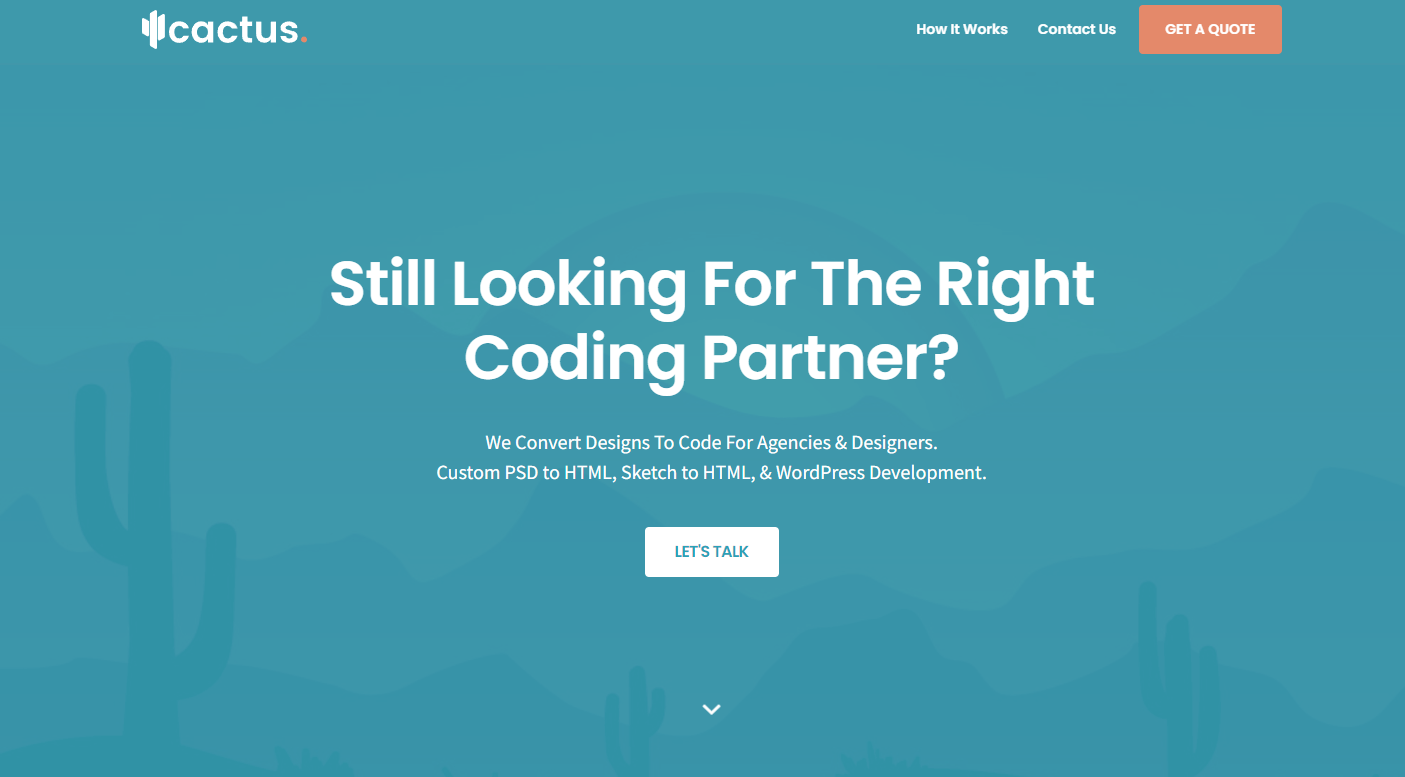 cactus.
How It Works
Contact Us
GET A QUOTE
Still Looking For The Right
Coding Partner?
We Convert Designs To Code For Agencies & Designers.
Custom PSD to HTML, Sketch to HTML, & WordPress Development.
LET'S TALK